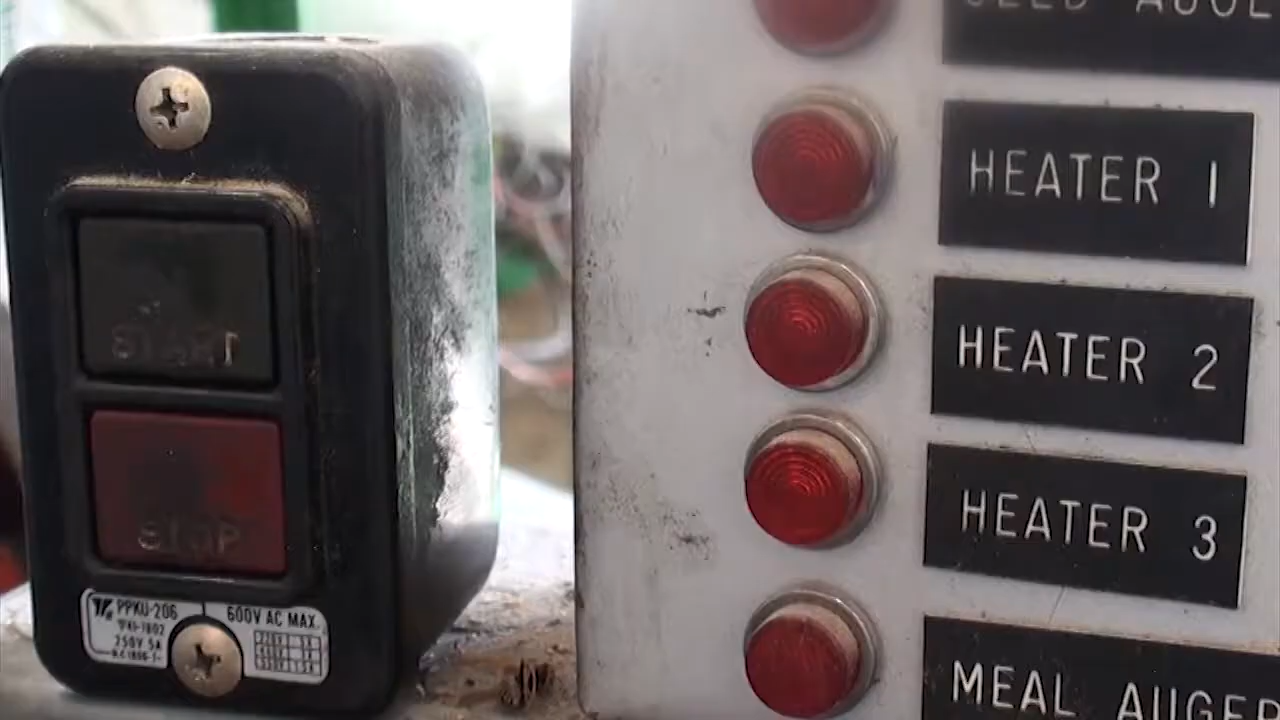 START
STOP
PPKU-206
600V AC MAX.
250V 5A
HEATER 1
HEATER 2
HEATER 3
MEAL AUGER